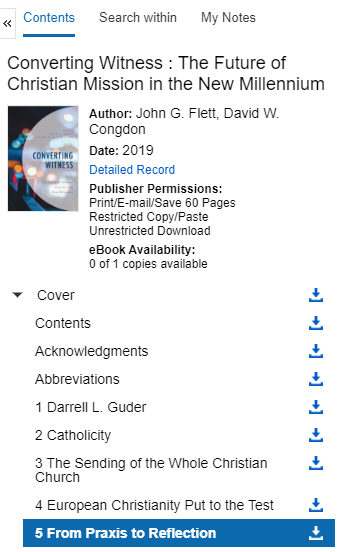 «
Contents Search within My Notes
Converting Witness : The Future of
Christian Mission in the New Millennium
CONVERTING
WITNESS
Author: John G. Flett, David W.
Congdon
Date: 2019
Detailed Record
Publisher Permissions:
Print/E-mail/Save 60 Pages
Restricted Copy/Paste
Unrestricted Download
eBook Availability:
0 of 1 copies available
Cover
Contents
Acknowledgments
Abbreviations
1 Darrell L. Guder
2 Catholicity
3 The Sending of the Whole Christian
Church
4 European Christianity Put to the Test
5 From Praxis to Reflection